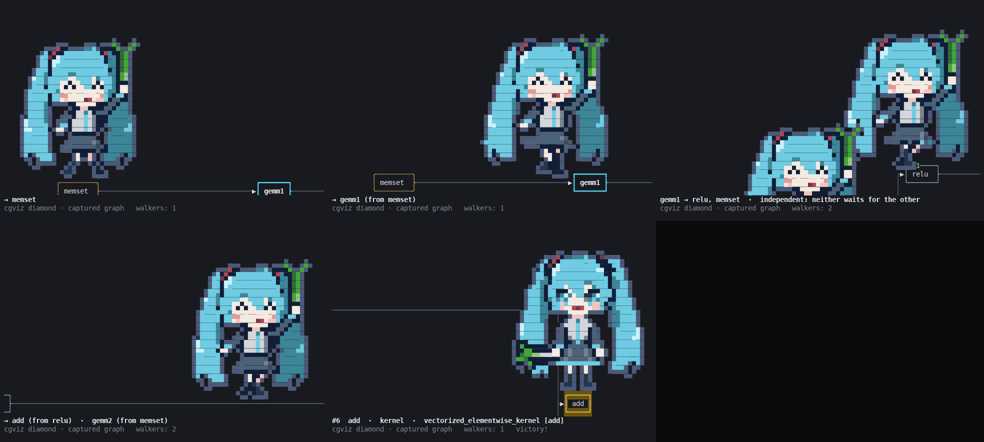 memset
gemm1
→ memset
cgviz diamond · captured graph   walkers: 1
memset
gemm1
→ gemm1 (from memset)
cgviz diamond · captured graph   walkers: 1
1
relu
gemm1 → relu, memset  ·  independent: neither waits for the other
cgviz diamond · captured graph   walkers: 2
→ add (from relu)  ·  gemm2 (from memset)
cgviz diamond · captured graph   walkers: 2
add
#6  add  ·  kernel  ·  vectorized_elementwise_kernel [add]
cgviz diamond · captured graph   walkers: 1   victory!